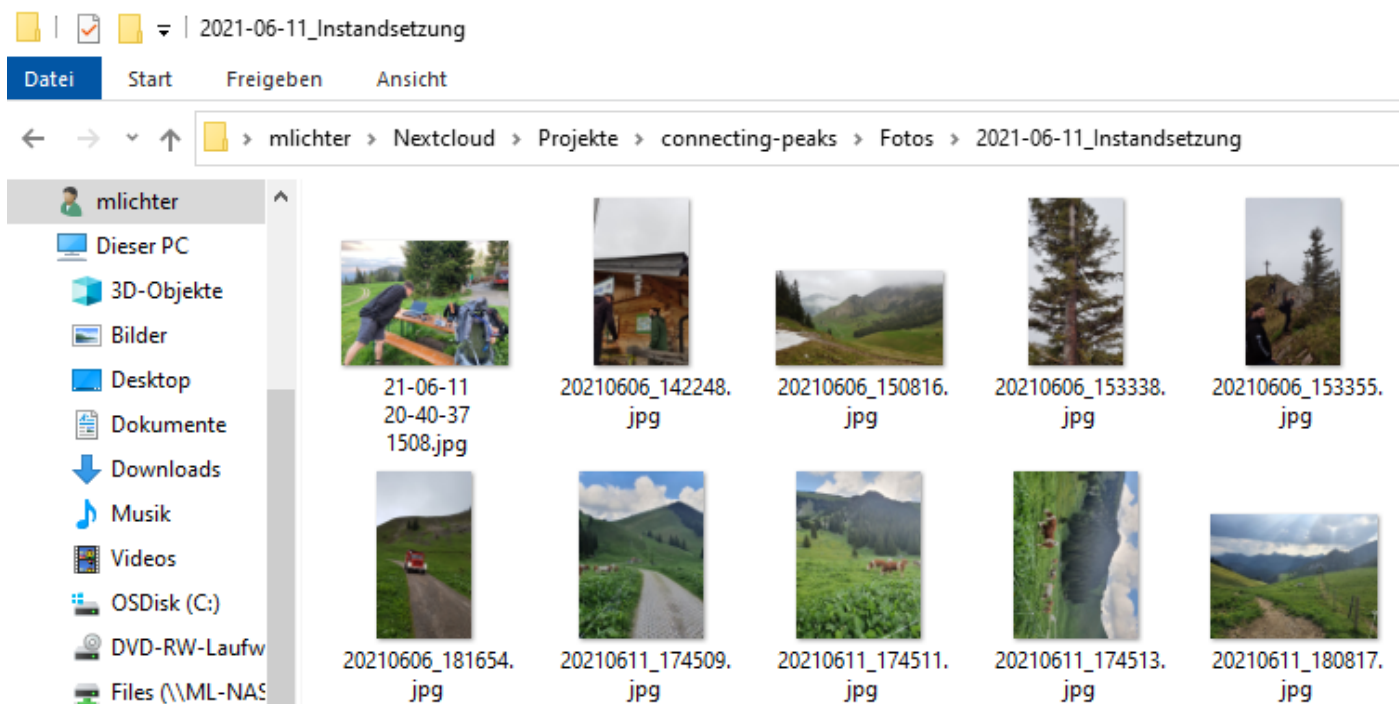 2021-06-11_Instandsetzung
Datei Start Freigeben Ansicht
mlichter > Nextcloud > Projekte > connecting-peaks > Fotos > 2021-06-11_Instandsetzung
mlichter
Dieser PC
3D-Objekte
Bilder
Desktop
Dokumente
Downloads
Musik
Videos
OSDisk (C:)
DVD-RW-Laufw
Files (\\ML-NAS
21-06-11
20-40-37
1508.jpg
20210606_142248.
jpg
20210606_150816.
jpg
20210606_153338.
jpg
20210606_153355.
jpg
20210606_181654.
jpg
20210611_174509.
jpg
20210611_174511.
jpg
20210611_174513.
jpg
20210611_180817.
jpg